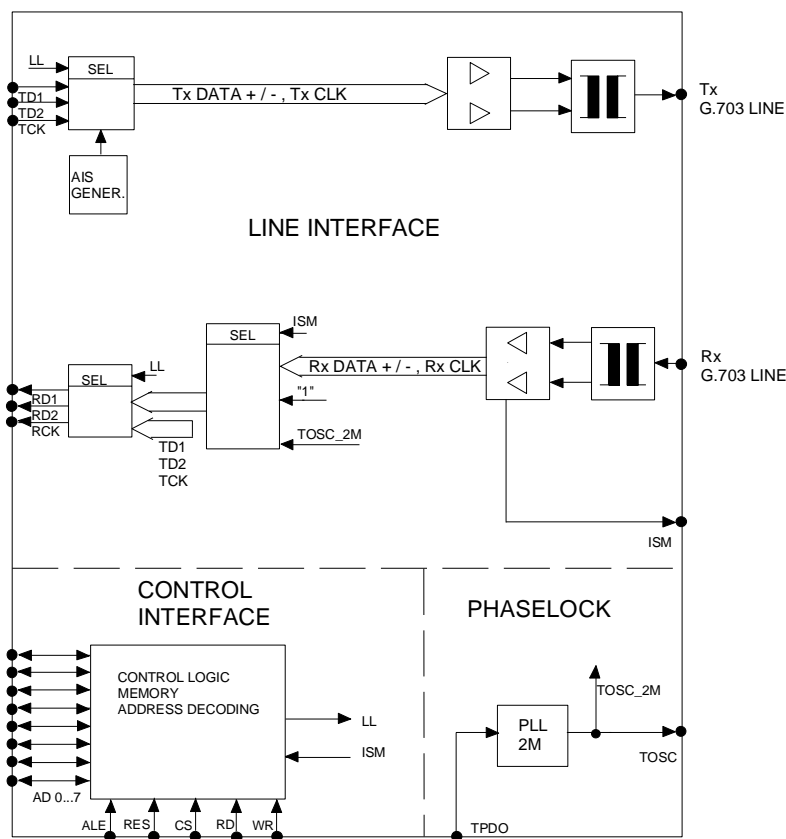 LL
SEL
TD1
TD2
TCK
Tx DATA + / - , Tx CLK
Tx
G.703 LINE
AIS
GENER.
LINE INTERFACE
SEL
ISM
Rx DATA + / - , Rx CLK
Rx
G.703 LINE
LL
SEL
"1"
RD1
RD2
RCK
TOSC_2M
TD1
TD2
TCK
ISM
CONTROL
INTERFACE
PHASELOCK
CONTROL LOGIC
MEMORY
ADDRESS DECODING
LL
ISM
TOSC_2M
PLL
2M
TOSC
AD 0...7
ALE
RES
CS
RD
WR
TPDO